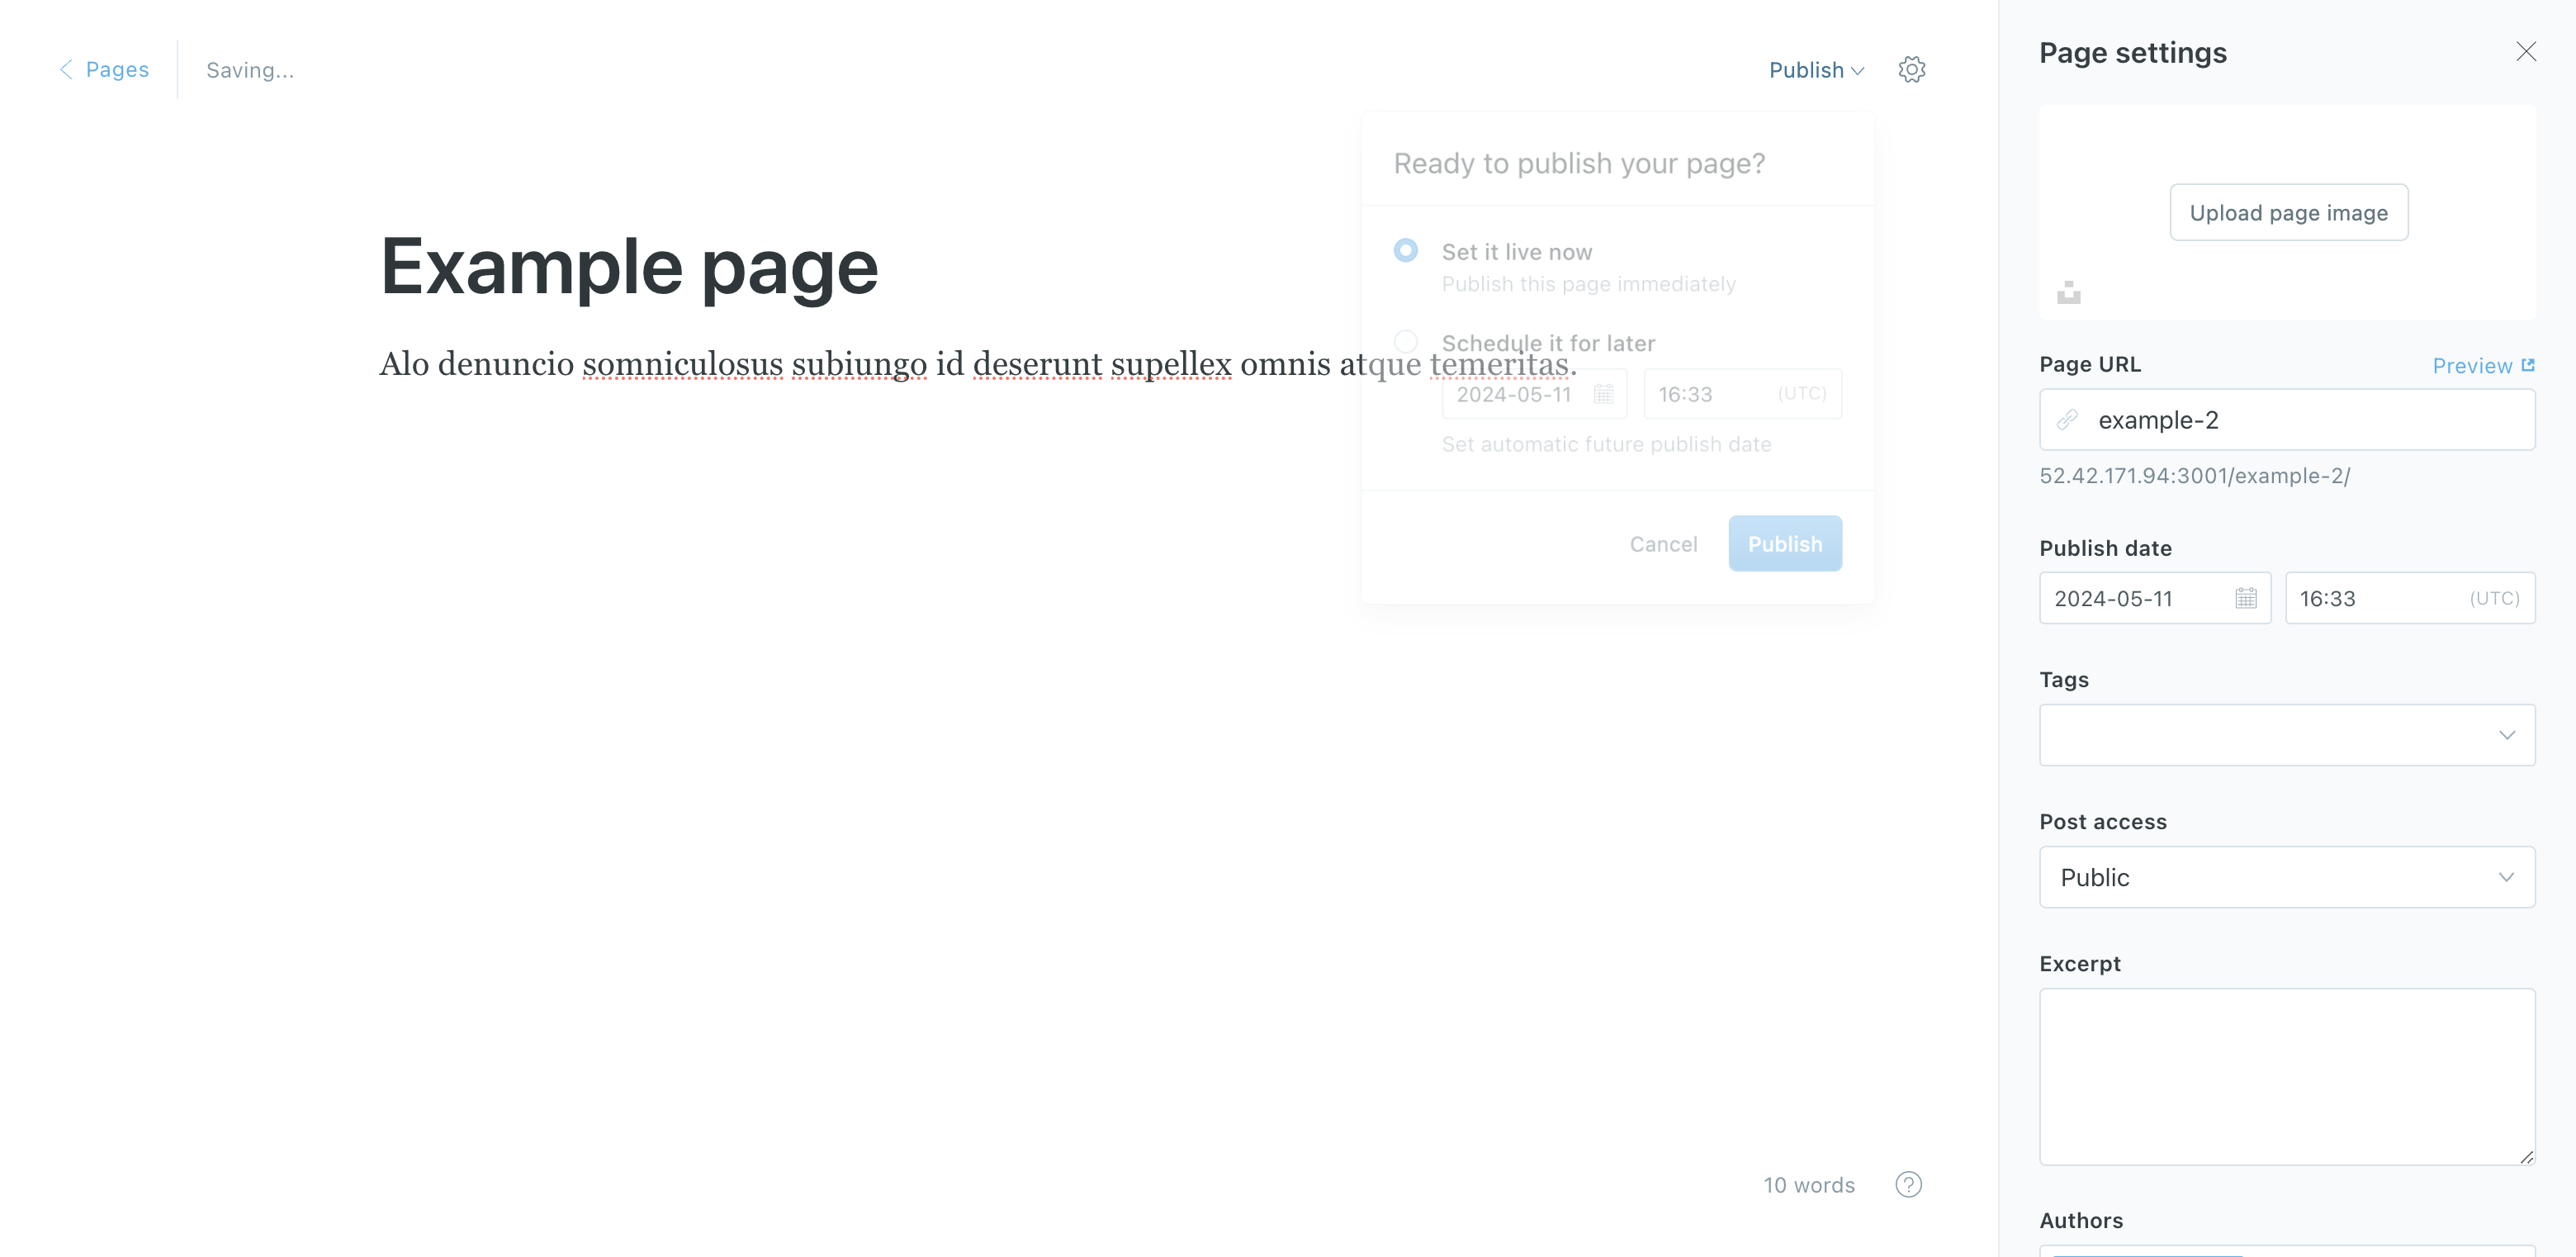 Pages
Saving...
Publish
Ready to publish your page?
Set it live now
Publish this page immediately
Schedule it for later
2024-05-11
16:33
(UTC)
Set automatic future publish date
Cancel
Publish
Example page
Alo denuncio somniculosus subiungo id deserunt supellex omnis atque temeritas.
10 words
?
Page settings
Upload page image
Page URL
Preview
example-2
52.42.171.94:3001/example-2/
Publish date
2024-05-11
16:33
(UTC)
Tags
Post access
Public
Excerpt
Authors